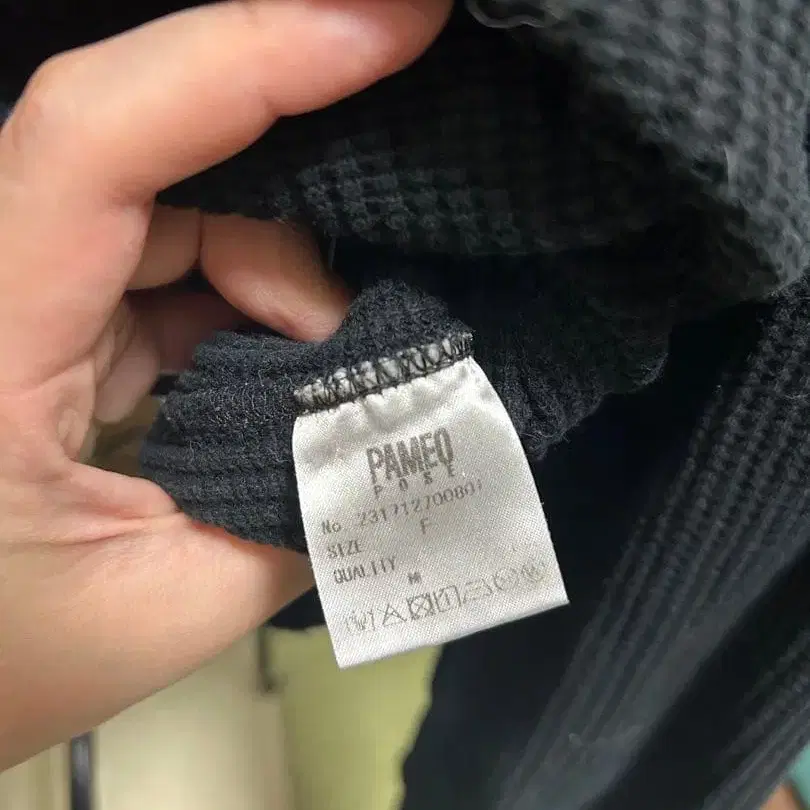 PAMEO
POSE
No 231712700801
SIZE F
QUALITY